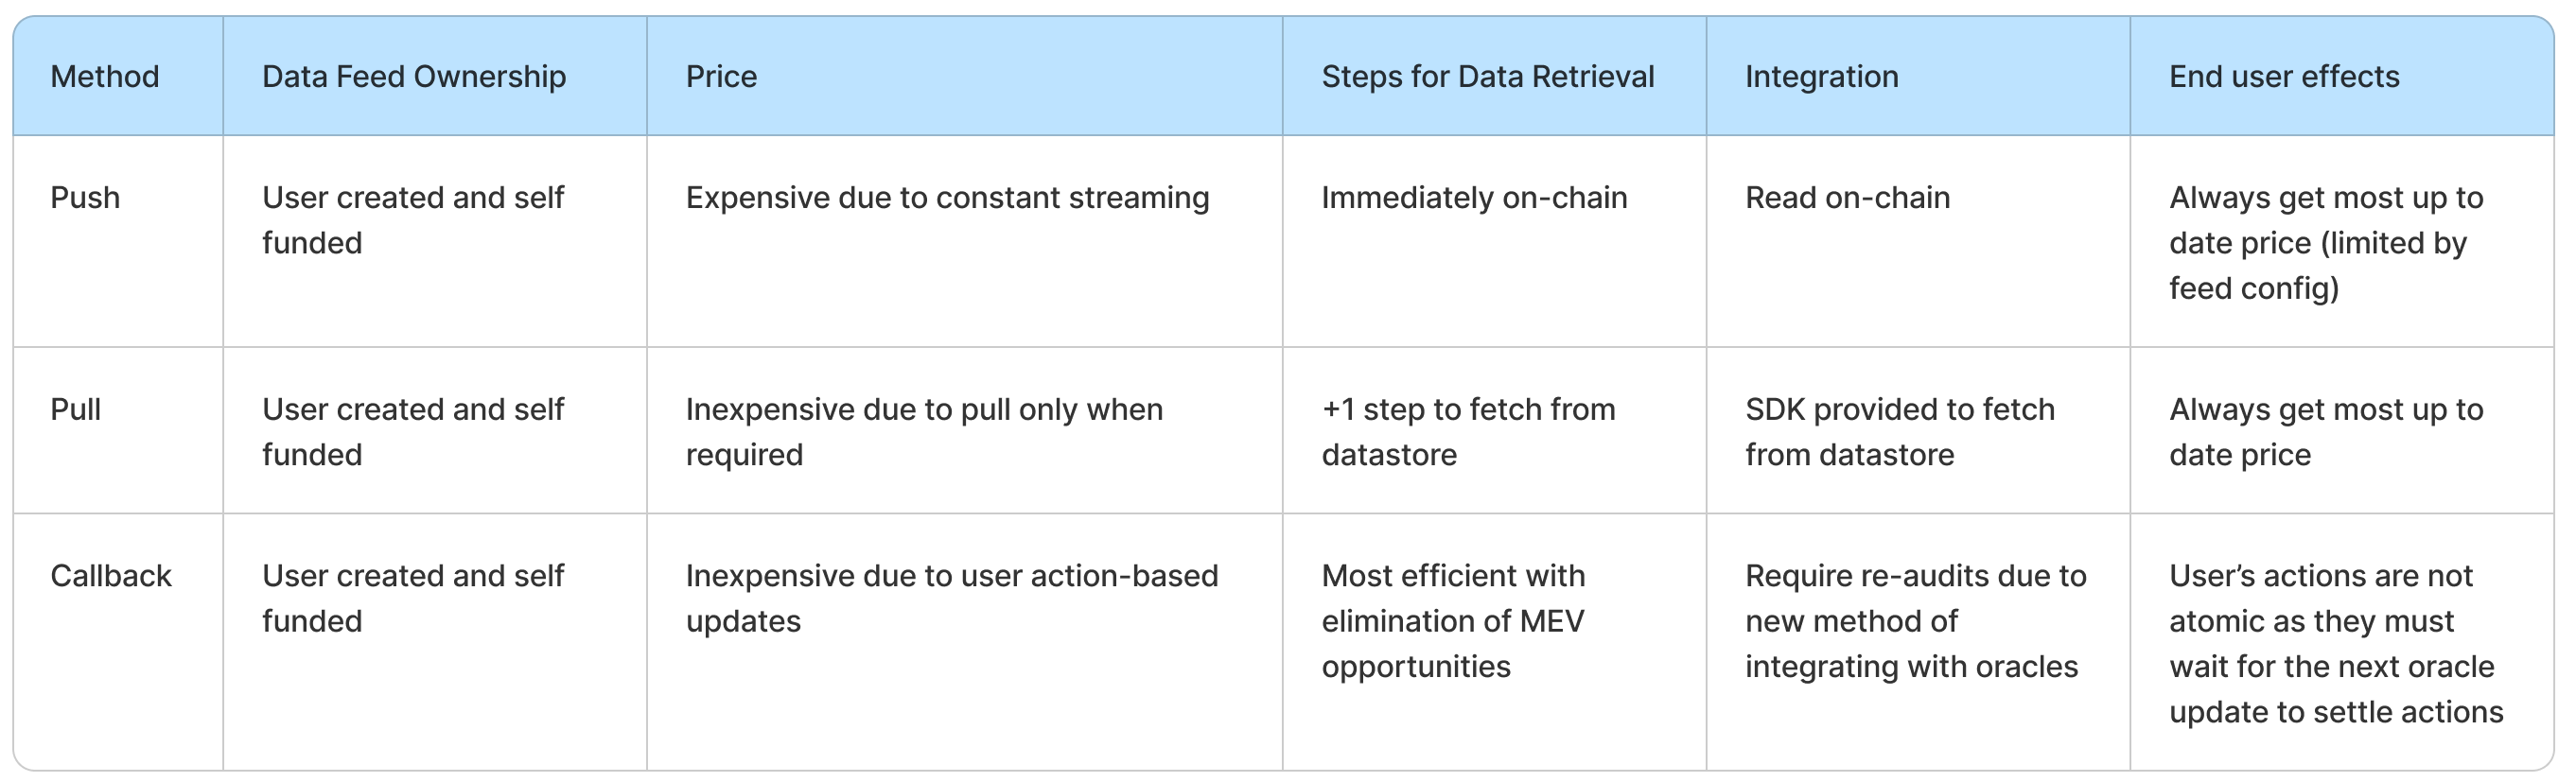 Method
Data Feed Ownership
Price
Steps for Data Retrieval
Integration
End user effects
Push
User created and self
funded
Expensive due to constant streaming
Immediately on-chain
Read on-chain
Always get most up to
date price (limited by
feed config)
Pull
User created and self
funded
Inexpensive due to pull only when
required
+1 step to fetch from
datastore
SDK provided to fetch
from datastore
Always get most up to
date price
Callback
User created and self
funded
Inexpensive due to user action-based
updates
Most efficient with
elimination of MEV
opportunities
Require re-audits due to
new method of
integrating with oracles
User’s actions are not
atomic as they must
wait for the next oracle
update to settle actions